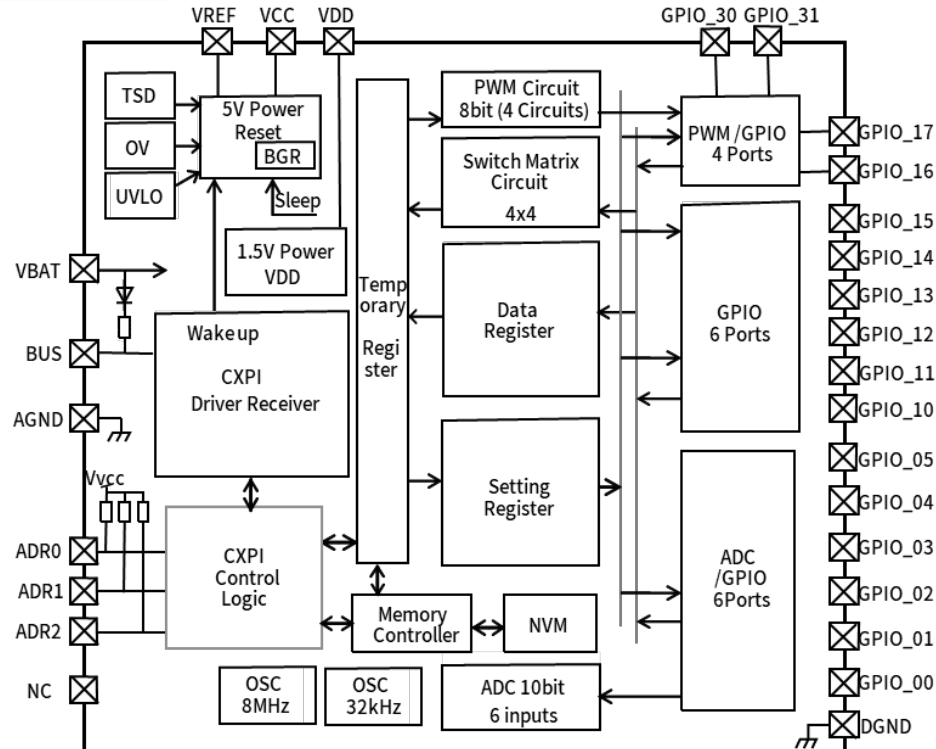 VREF
VCC
VDD
GPIO_30
GPIO_31
TSD
OV
UVLO
5V Power
Reset
BGR
Sleep
1.5V Power
VDD
Temp
orary
Regi
ster
PWM Circuit
8bit (4 Circuits)
Switch Matrix
Circuit
4x4
Data
Register
Setting
Register
PWM /GPIO
4 Ports
GPIO
6 Ports
ADC
/GPIO
6Ports
GPIO_17
GPIO_16
GPIO_15
GPIO_14
GPIO_13
GPIO_12
GPIO_11
GPIO_10
GPIO_05
GPIO_04
GPIO_03
GPIO_02
GPIO_01
GPIO_00
DGND
VBAT
BUS
AGND
Vvcc
ADR0
ADR1
ADR2
NC
Wakeup
CXPI
Driver Receiver
CXPI
Control
Logic
Memory
Controller
NVM
OSC
8MHz
OSC
32kHz
ADC 10bit
6 inputs